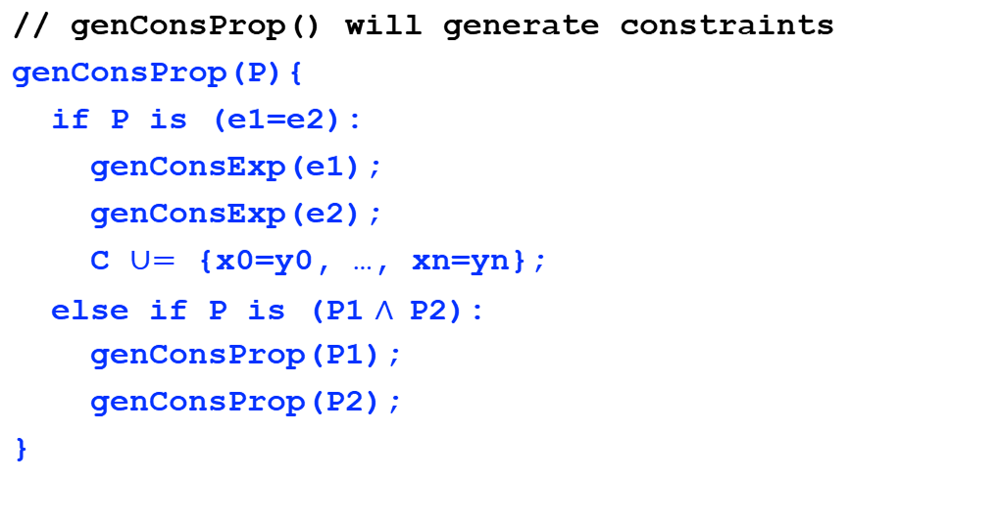 // genConsProp() will generate constraints
genConsProp(P){
  if P is (e1=e2):
    genConsExp(e1);
    genConsExp(e2);
    C ∪= {x0=y0, …, xn=yn};
  else if P is (P1 ∧ P2):
    genConsProp(P1);
    genConsProp(P2);
}